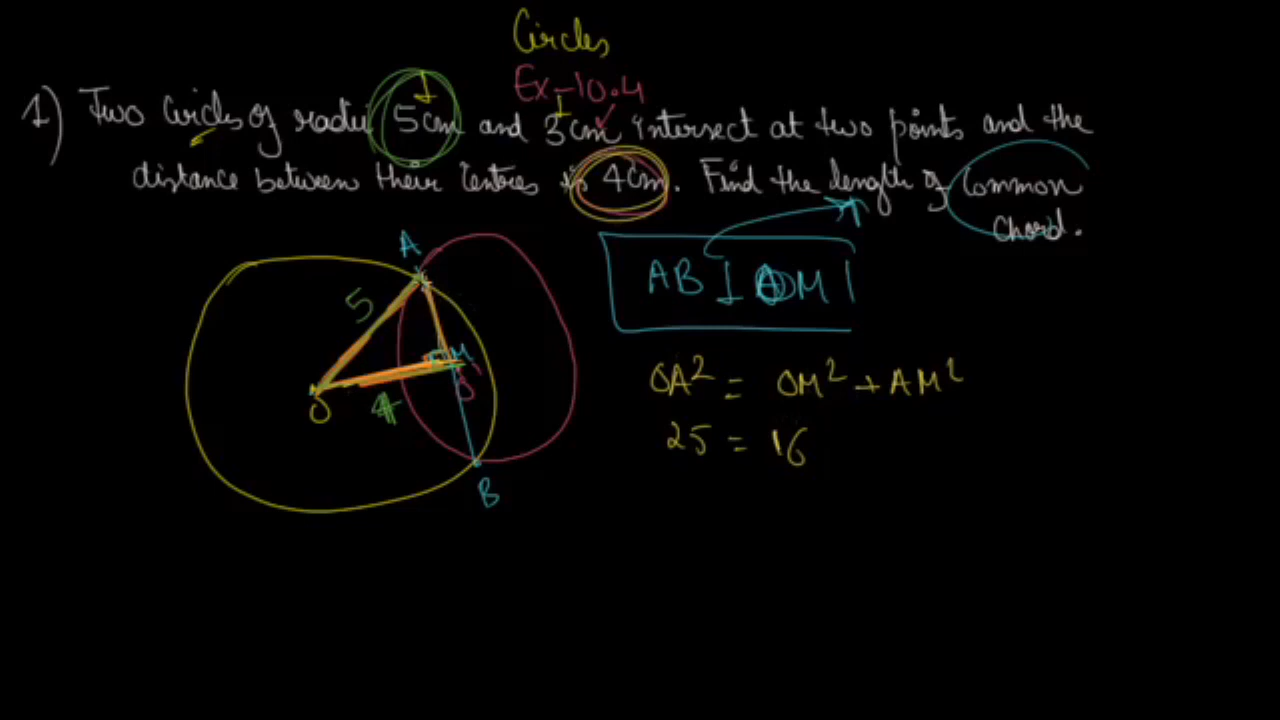 Circles
Ex-10.4
1) Two Circles of radii 5cm and 3cm intersect at two points and the
distance between their centres is 4cm. Find the length of Common
Chord.
A
AB ⊥ OM
5
M
O'
O
4
OA² = OM² + AM²
25 = 16
B